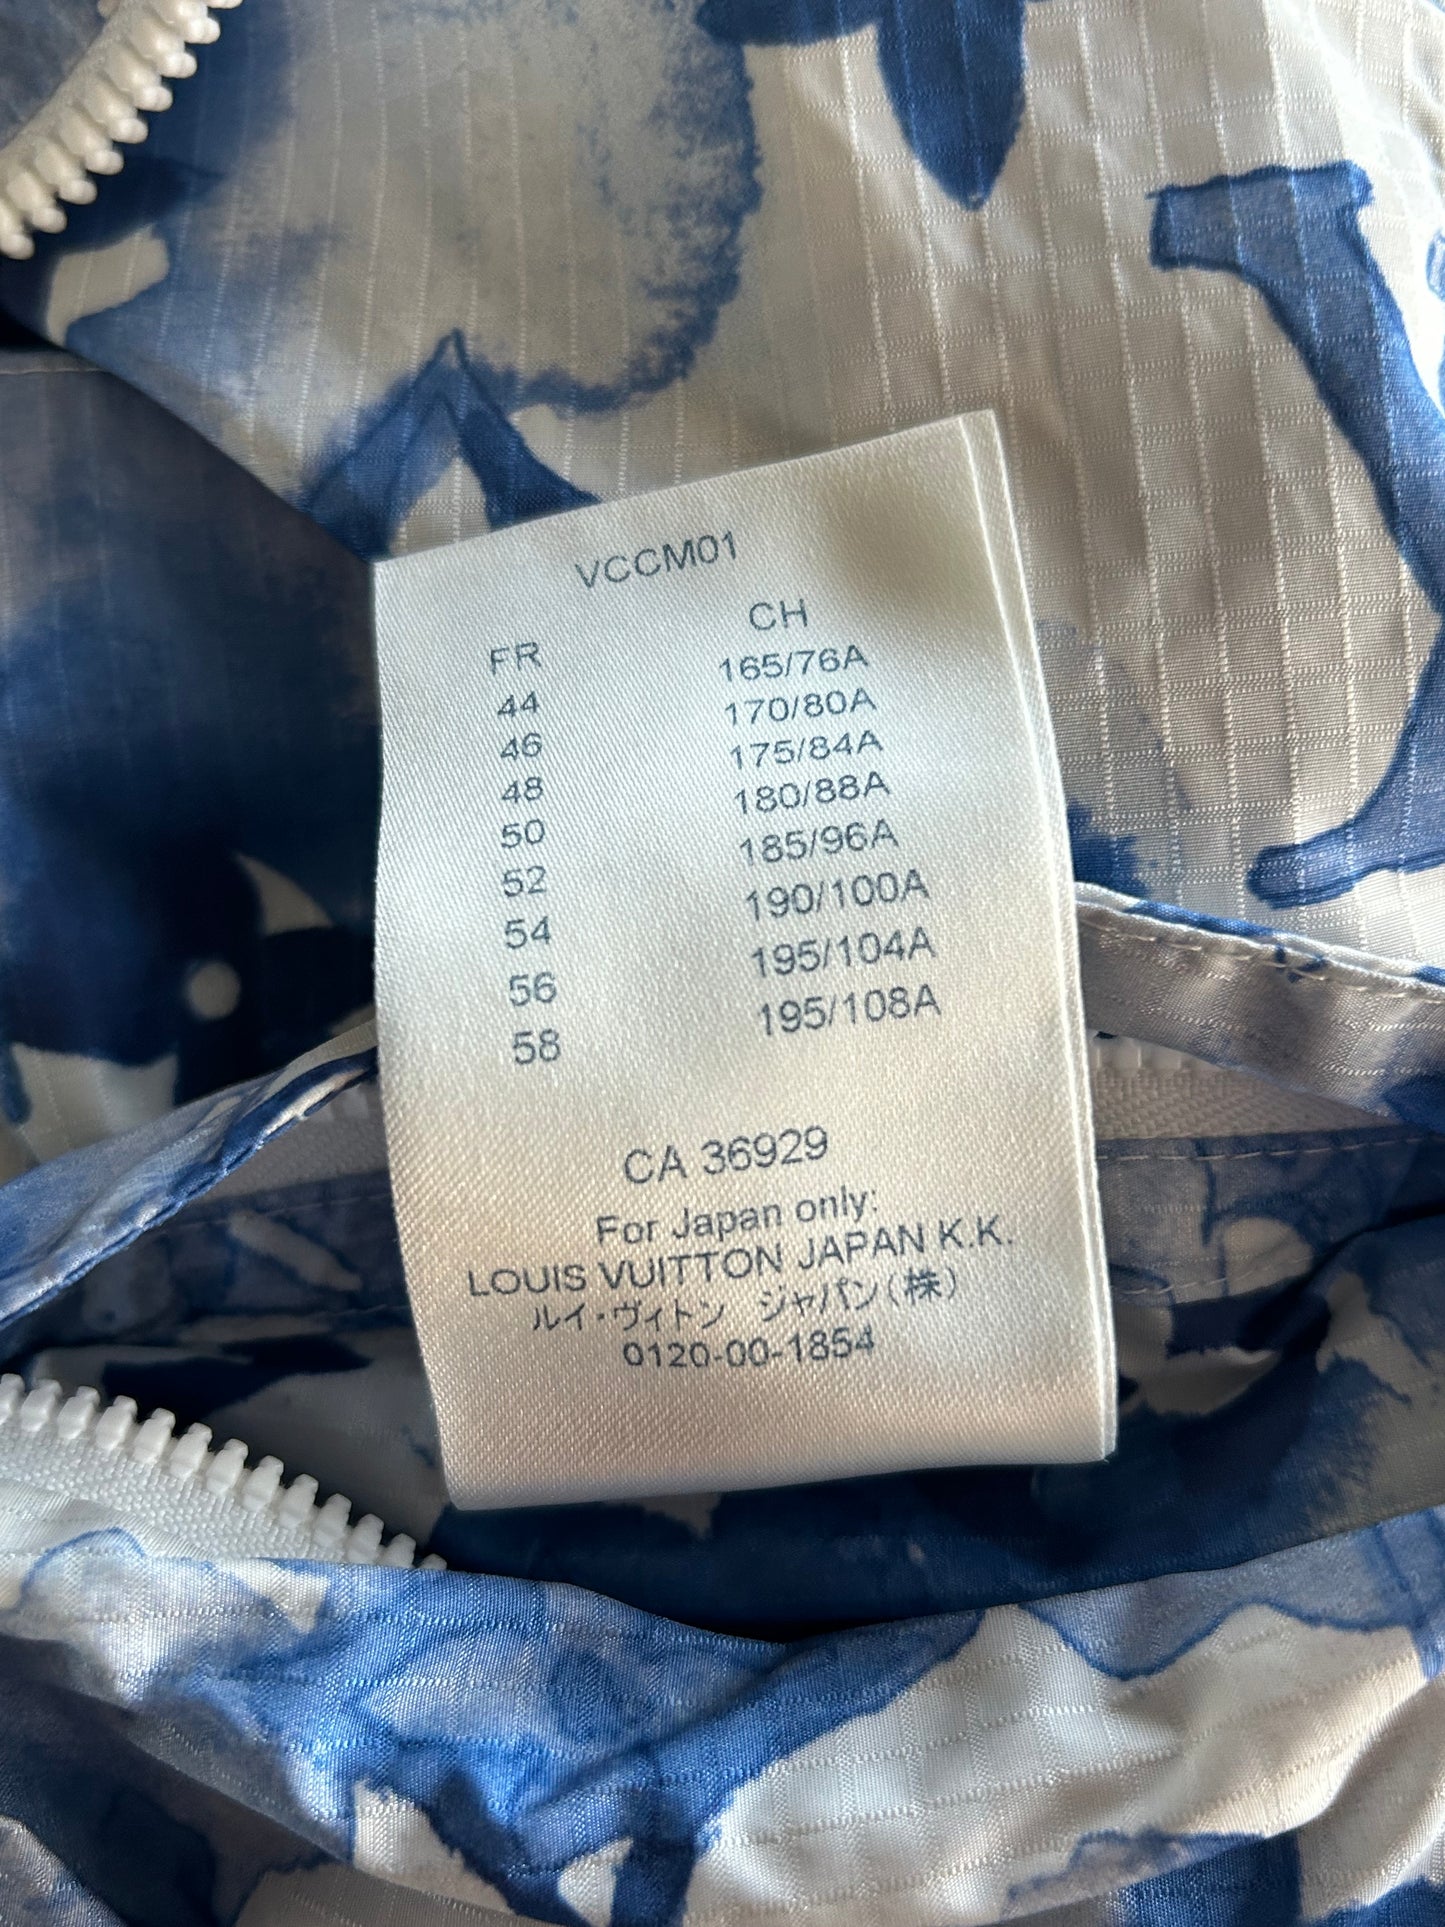 VCCM01
FR CH
44 165/76A
46 170/80A
48 175/84A
50 180/88A
52 185/96A
54 190/100A
56 195/104A
58 195/108A
CA 36929
For Japan only:
LOUIS VUITTON JAPAN K.K.
ルイ・ヴィトン ジャパン(株)
0120-00-1854